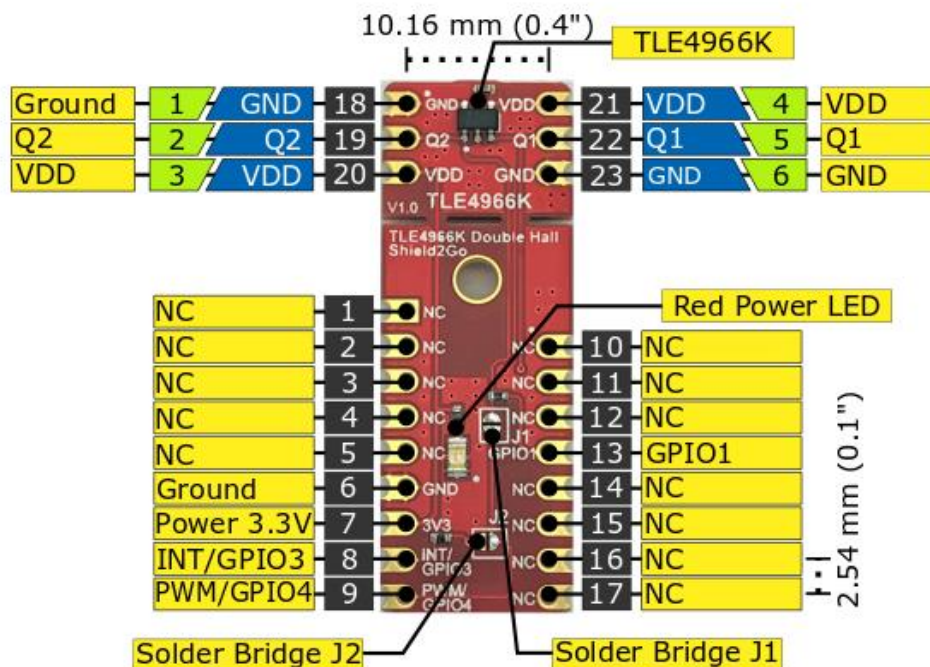 10.16 mm (0.4")
TLE4966K
Ground 1 GND 18 GND VDD 21 VDD 4 VDD
Q2 2 Q2 19 Q2 Q1 22 Q1 5 Q1
VDD 3 VDD 20 VDD GND 23 GND 6 GND
V1.0 TLE4966K
TLE4966K Double Hall
Shield2Go
Red Power LED
NC 1 NC
NC 2 NC NC 10 NC
NC 3 NC NC 11 NC
NC 4 NC NC 12 NC
J1
NC 5 NC GPIO1 13 GPIO1
Ground 6 GND NC 14 NC
J2
Power 3.3V 7 3V3 NC 15 NC
INT/GPIO3 8 INT/ NC 16 NC
GPIO3
PWM/GPIO4 9 PWM/ NC 17 NC
GPIO4
2.54 mm (0.1")
Solder Bridge J2
Solder Bridge J1